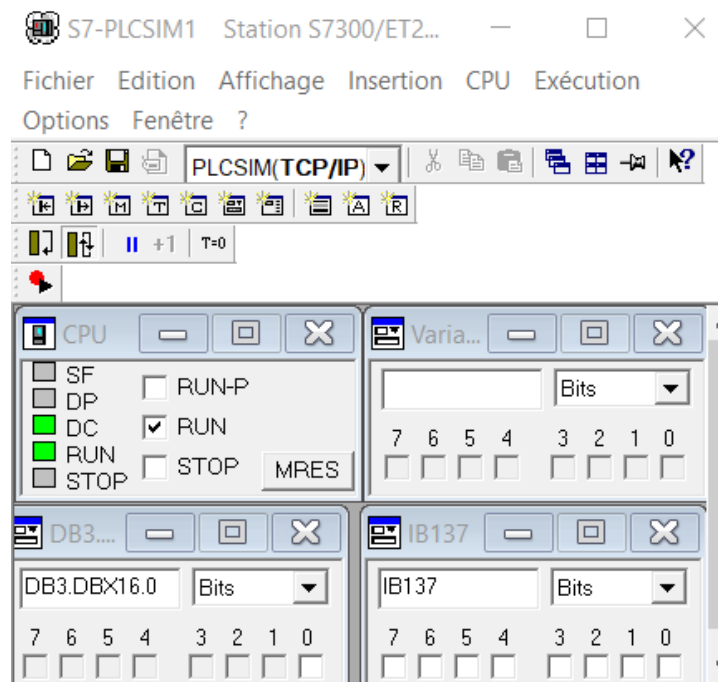 S7-PLCSIM1 Station S7300/ET2...
Fichier Edition Affichage Insertion CPU Exécution
Options Fenêtre ?
PLCSIM(TCP/IP)
E A M T C A R
+1 T=0
CPU
SF
DP
DC
RUN
STOP
RUN-P
RUN
STOP
MRES
Varia...
Bits
7 6 5 4 3 2 1 0
DB3....
DB3.DBX16.0 Bits
7 6 5 4 3 2 1 0
IB137
IB137 Bits
7 6 5 4 3 2 1 0